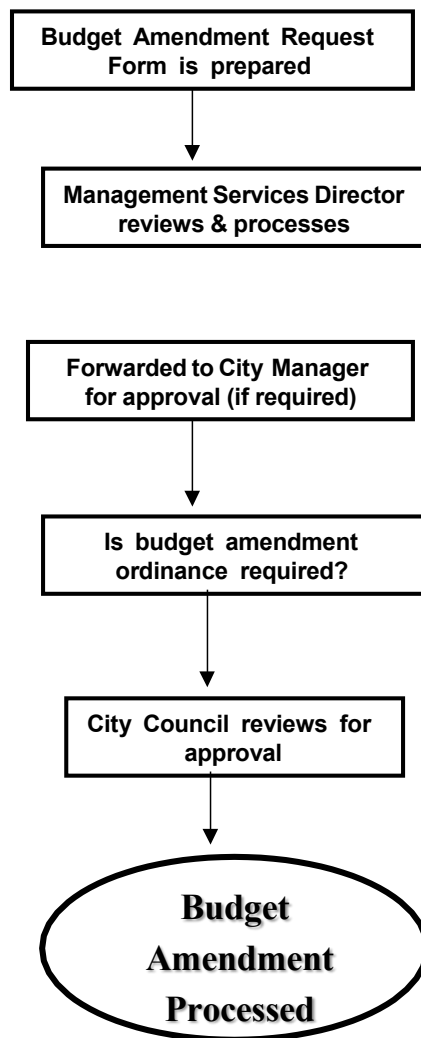 Budget Amendment Request
Form is prepared
Management Services Director
reviews & processes
Forwarded to City Manager
for approval (if required)
Is budget amendment
ordinance required?
City Council reviews for
approval
Budget
Amendment
Processed